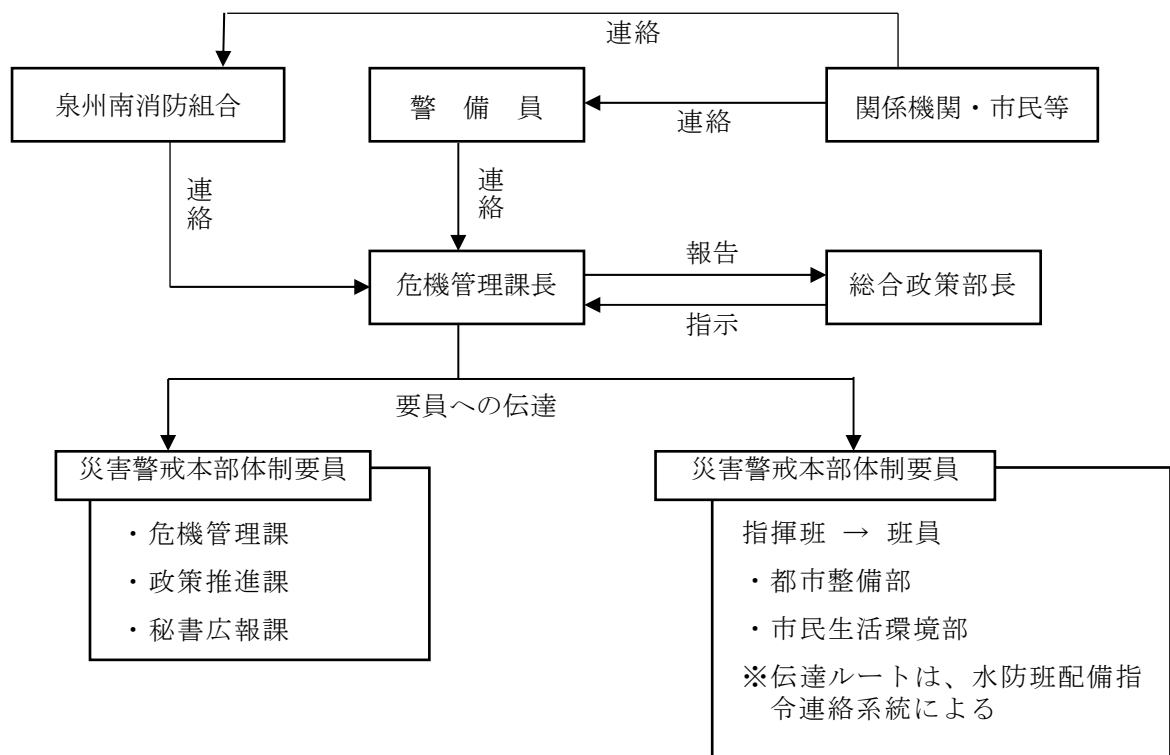 連絡
泉州南消防組合
警 備 員
関係機関・市民等
連絡
連絡
連絡
危機管理課長
報告
総合政策部長
指示
要員への伝達
災害警戒本部体制要員
・危機管理課
・政策推進課
・秘書広報課
災害警戒本部体制要員
指揮班 → 班員
・都市整備部
・市民生活環境部
※伝達ルートは、水防班配備指
令連絡系統による